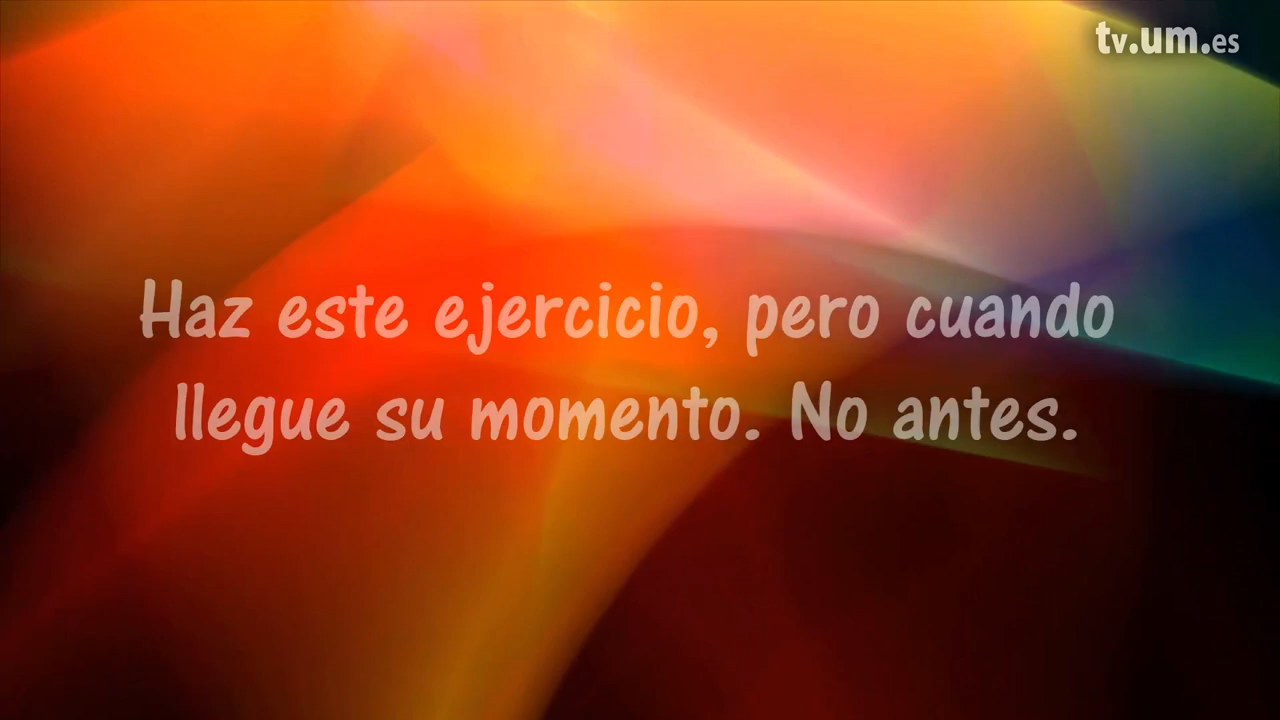 tv.um.es
Haz este ejercicio, pero cuando
llegue su momento. No antes.